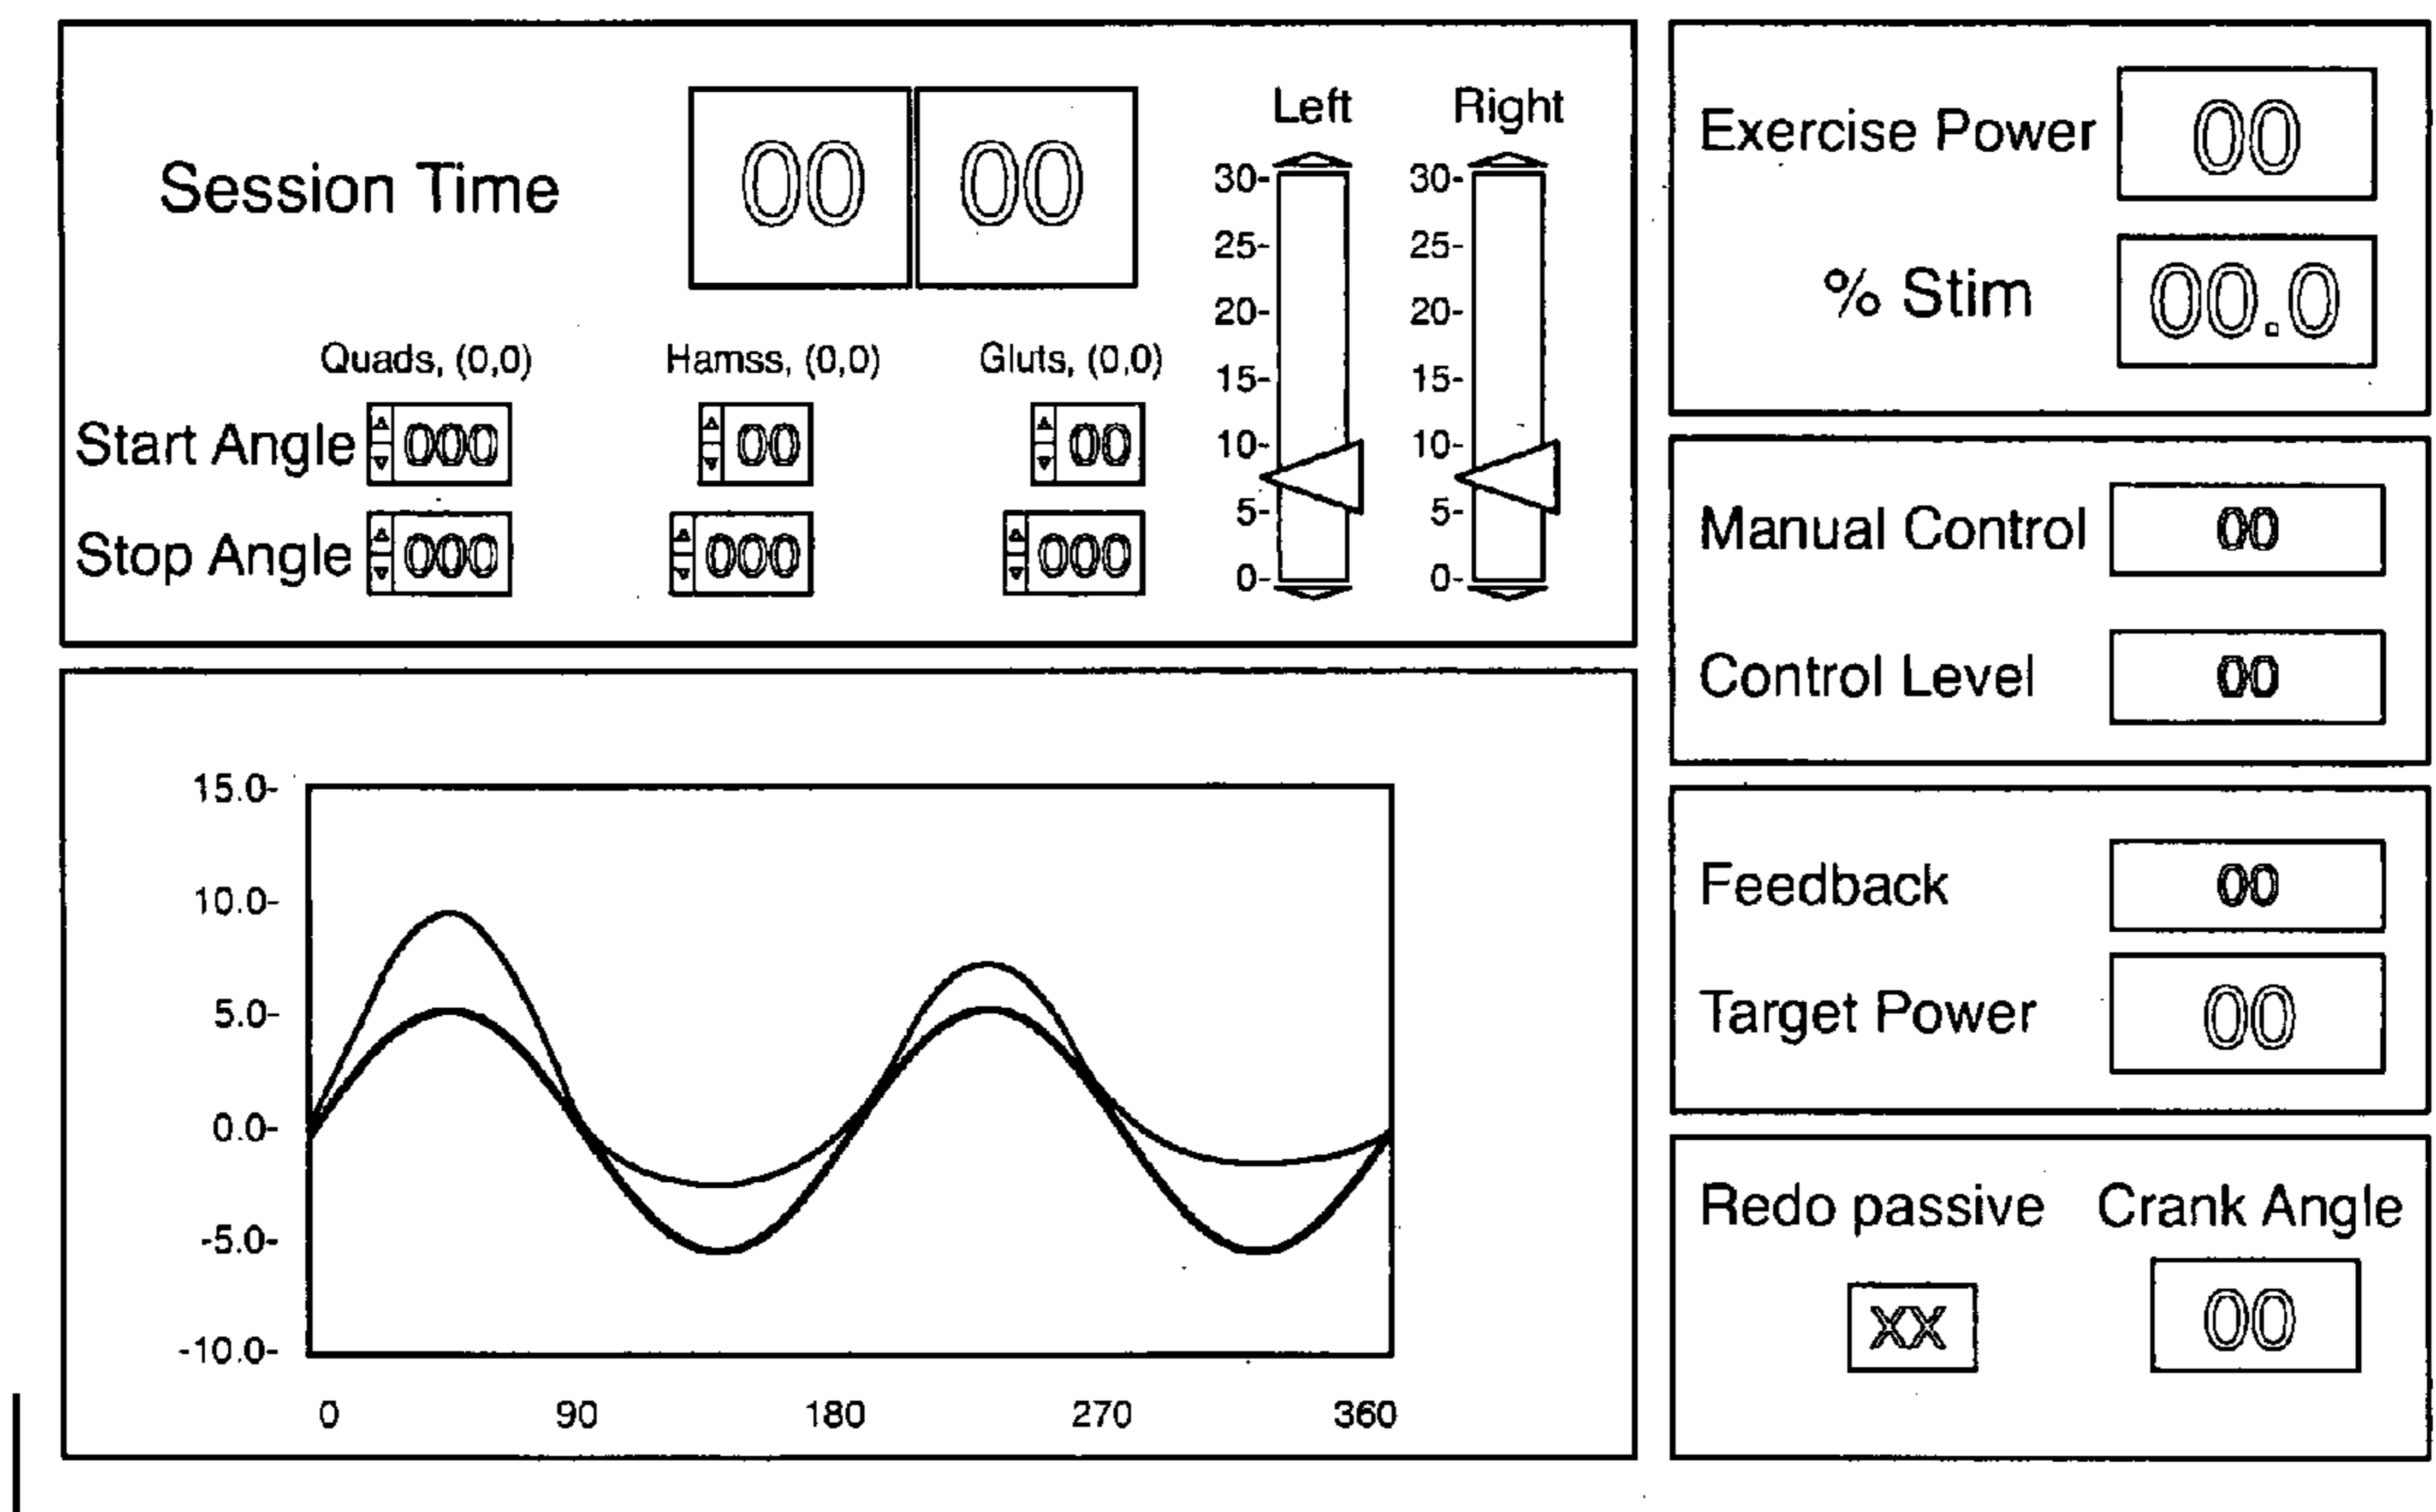 Session Time 00 00
Quads, (0,0) Hamss, (0,0) Gluts, (0,0)
Start Angle 000 00 00
Stop Angle 000 000 000
Left Right
30- 30-
25- 25-
20- 20-
15- 15-
10- 10-
5- 5-
0- 0-
Exercise Power 00
% Stim 00.0
Manual Control 00
Control Level 00
Feedback 00
Target Power 00
Redo passive Crank Angle
XX 00
15.0-
10.0-
5.0-
0.0-
-5.0-
-10.0-
0 90 180 270 360